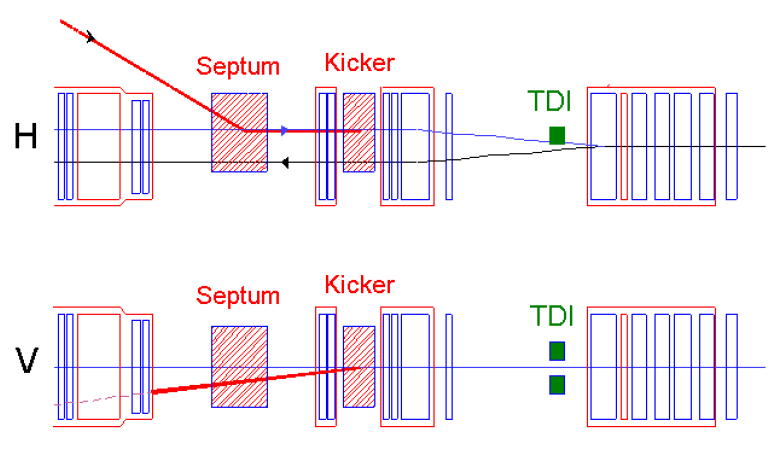 Septum
Kicker
TDI
H
Septum
Kicker
TDI
V